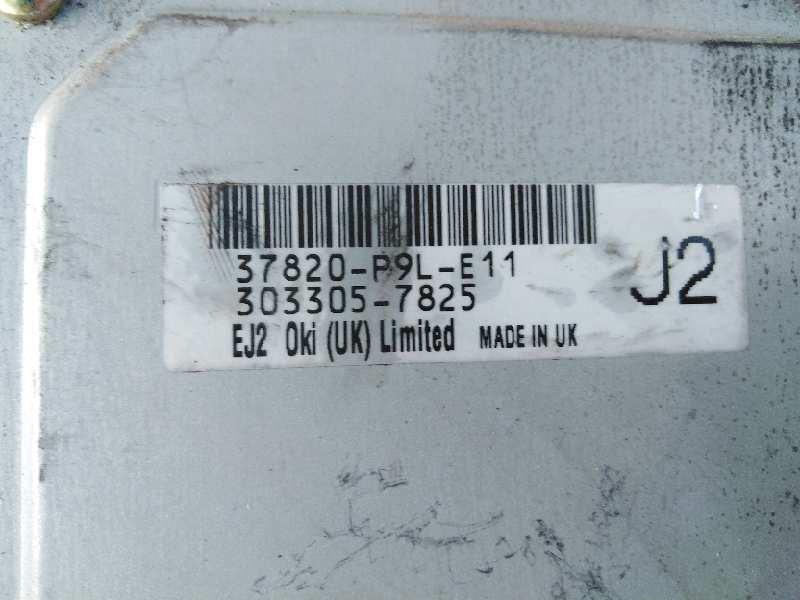 37820-P9L-E11
303305-7825
J2
EJ2 Oki (UK) Limited MADE IN UK